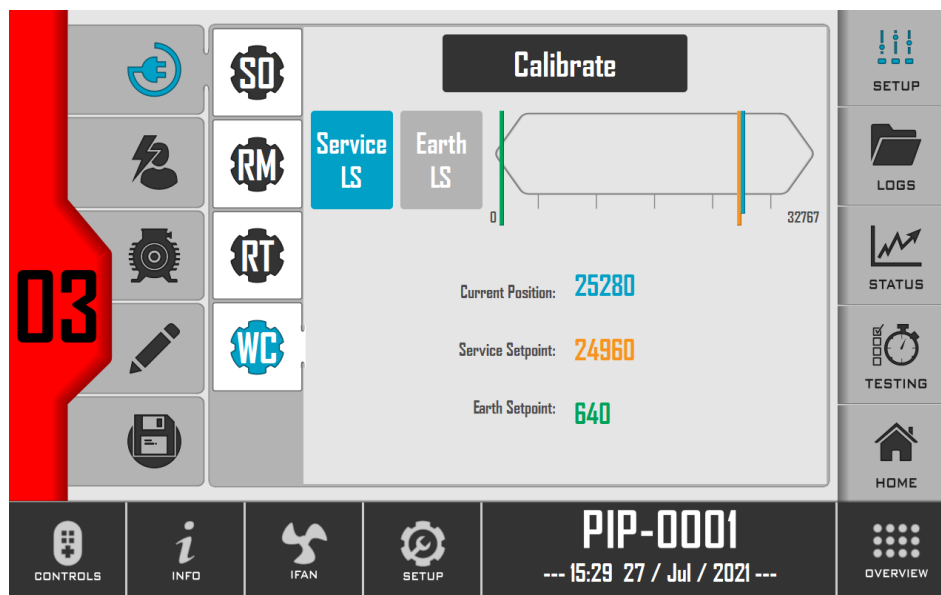 03
SO
RM
RT
WC
Calibrate
Service
LS
Earth
LS
0
32767
Current Position: 25280
Service Setpoint: 24960
Earth Setpoint: 640
SETUP
LOGS
STATUS
TESTING
HOME
CONTROLS
i
INFO
IFAN
SETUP
PIP-0001
--- 15:29 27 / Jul / 2021 ---
OVERVIEW